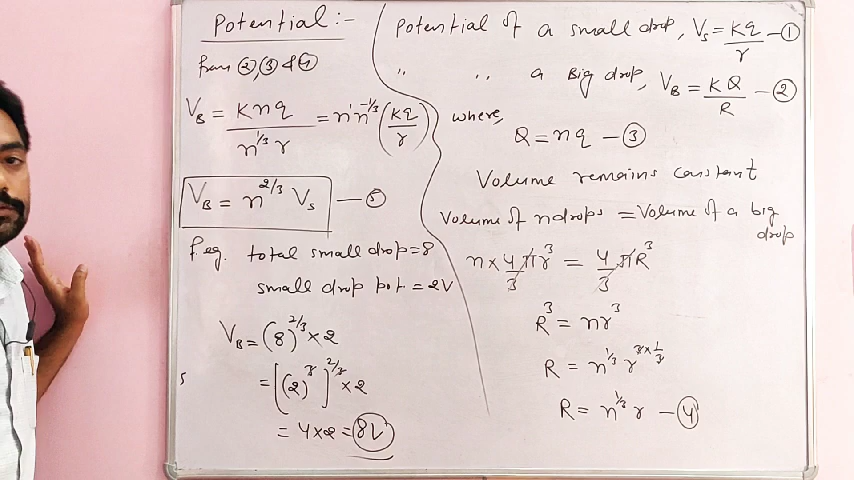 Potential :-
from ②, ③ & ④
V_B = Knq / n^1/3 r = n¹ n^-1/3 (Kq/r)
V_B = n^2/3 V_s — ⑤
F.eg. total small drop = 8
small drop pot = 2V
V_B = (8)^2/3 × 2
= [(2)^3]^2/3 × 2
= 4×2 = 8V
s
Potential of a small drop, V_s = Kq/r — ①
" " a Big drop, V_B = KQ/R — ②
where,
Q = nq — ③
Volume remains constant
Volume of n drops = Volume of a big
drop
n × 4/3 π r^3 = 4/3 π R^3
R^3 = n r^3
R = n^1/3 r^3×1/3
R = n^1/3 r — ④